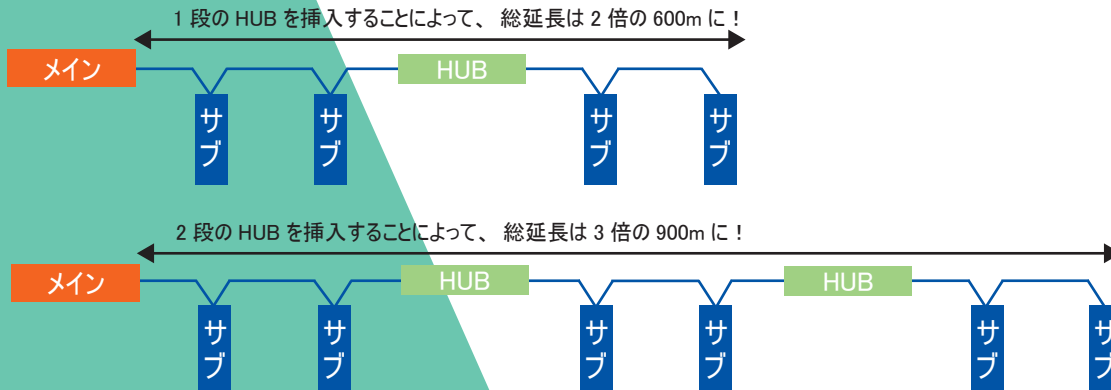 1 段の HUB を挿入することによって、 総延長は 2 倍の 600m に！
メイン
HUB
サブ
サブ
サブ
サブ
2 段の HUB を挿入することによって、 総延長は 3 倍の 900m に！
メイン
HUB
HUB
サブ
サブ
サブ
サブ
サブ
サブ